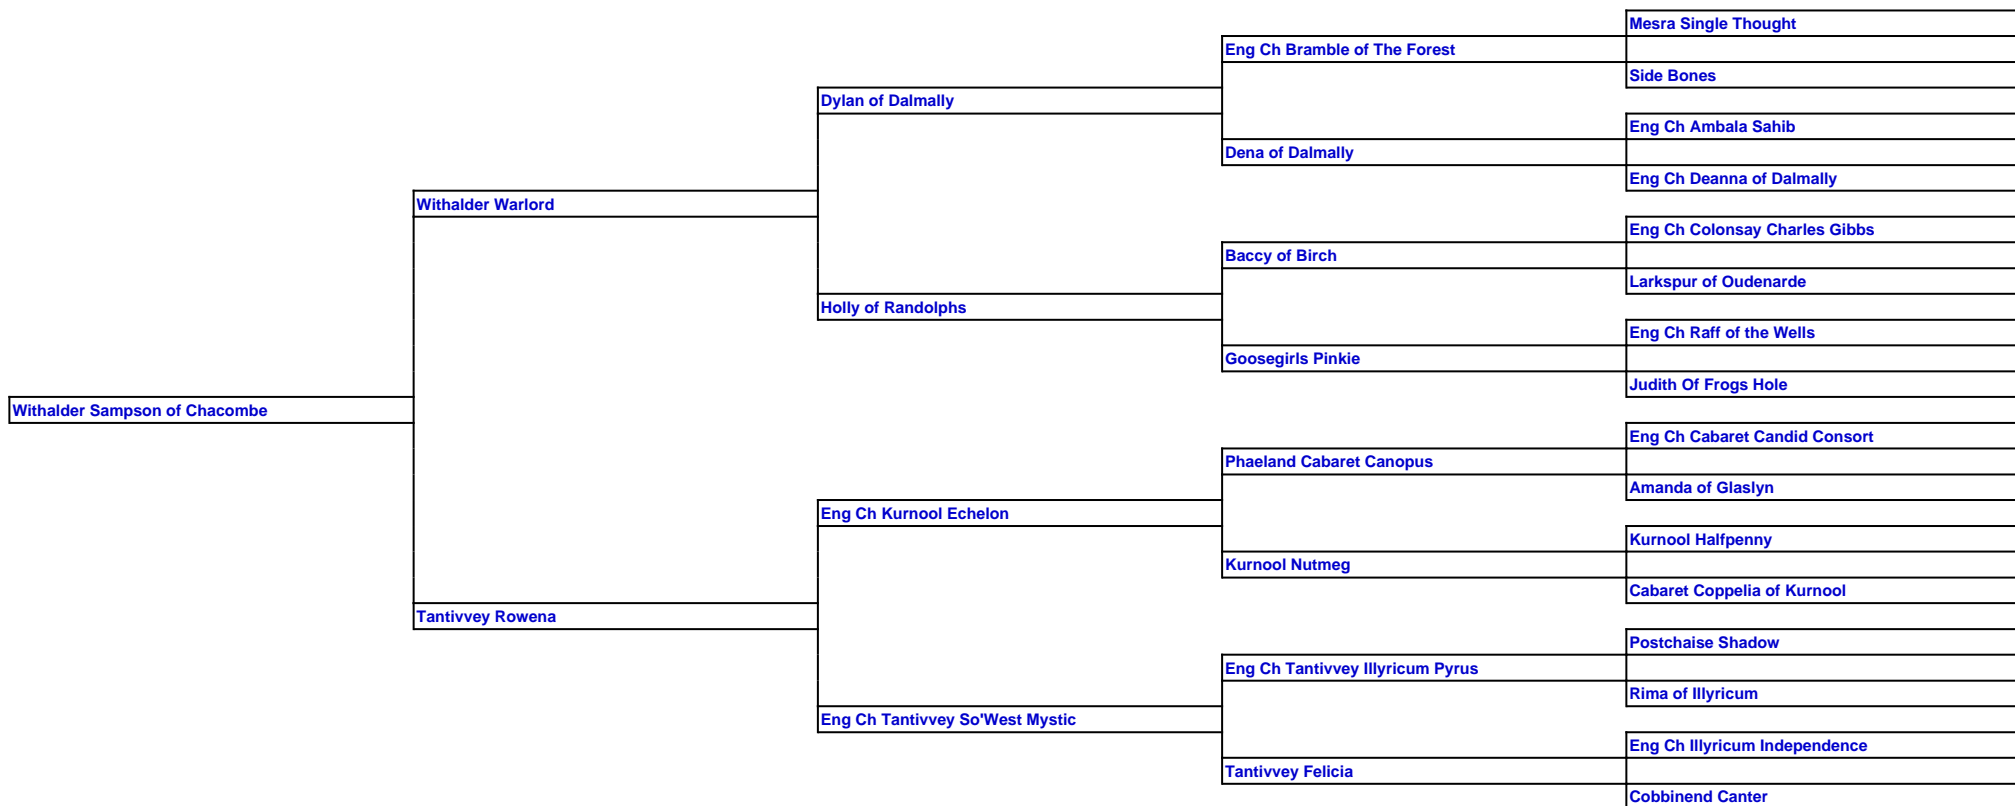 Mesra Single Thought
Eng Ch Bramble of The Forest
Side Bones
Dylan of Dalmally
Eng Ch Ambala Sahib
Dena of Dalmally
Eng Ch Deanna of Dalmally
Withalder Warlord
Eng Ch Colonsay Charles Gibbs
Baccy of Birch
Larkspur of Oudenarde
Holly of Randolphs
Eng Ch Raff of the Wells
Goosegirls Pinkie
Judith Of Frogs Hole
Withalder Sampson of Chacombe
Eng Ch Cabaret Candid Consort
Phaeland Cabaret Canopus
Amanda of Glaslyn
Eng Ch Kurnool Echelon
Kurnool Halfpenny
Kurnool Nutmeg
Cabaret Coppelia of Kurnool
Tantivvey Rowena
Postchaise Shadow
Eng Ch Tantivvey Illyricum Pyrus
Rima of Illyricum
Eng Ch Tantivvey So'West Mystic
Eng Ch Illyricum Independence
Tantivvey Felicia
Cobbinend Canter